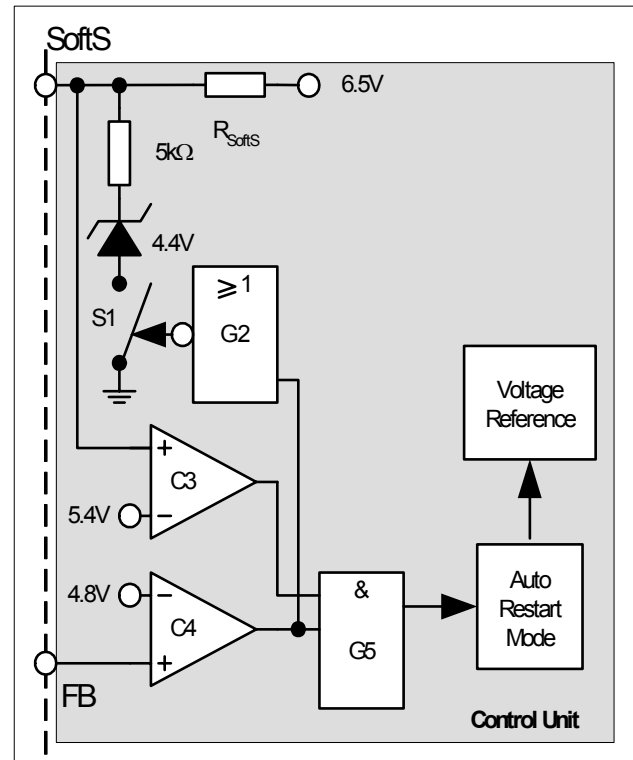 SoftS
6.5V
R_SoftS
5kΩ
4.4V
S1
≥ 1
G2
Voltage
Reference
+
C3
5.4V
−
4.8V
−
C4
+
FB
&
G5
Auto
Restart
Mode
Control Unit